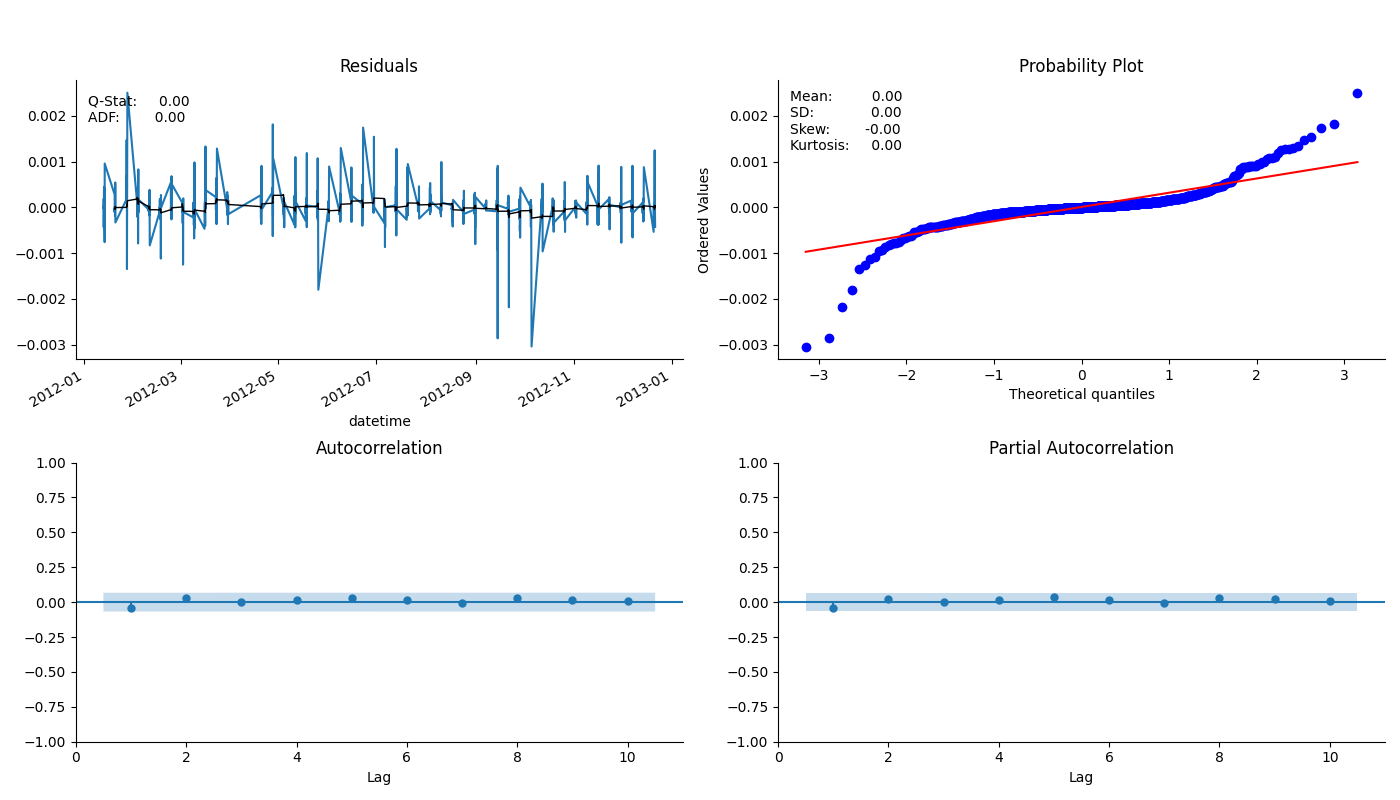 Residuals
Q-Stat: 0.00
ADF: 0.00
0.002
0.001
0.000
−0.001
−0.002
−0.003
2012-01
2012-03
2012-05
2012-07
2012-09
2012-11
2013-01
datetime
Probability Plot
Mean: 0.00
SD: 0.00
Skew: -0.00
Kurtosis: 0.00
Ordered Values
0.002
0.001
0.000
−0.001
−0.002
−0.003
−3 −2 −1 0 1 2 3
Theoretical quantiles
Autocorrelation
1.00
0.75
0.50
0.25
0.00
−0.25
−0.50
−0.75
−1.00
0 2 4 6 8 10
Lag
Partial Autocorrelation
1.00
0.75
0.50
0.25
0.00
−0.25
−0.50
−0.75
−1.00
0 2 4 6 8 10
Lag